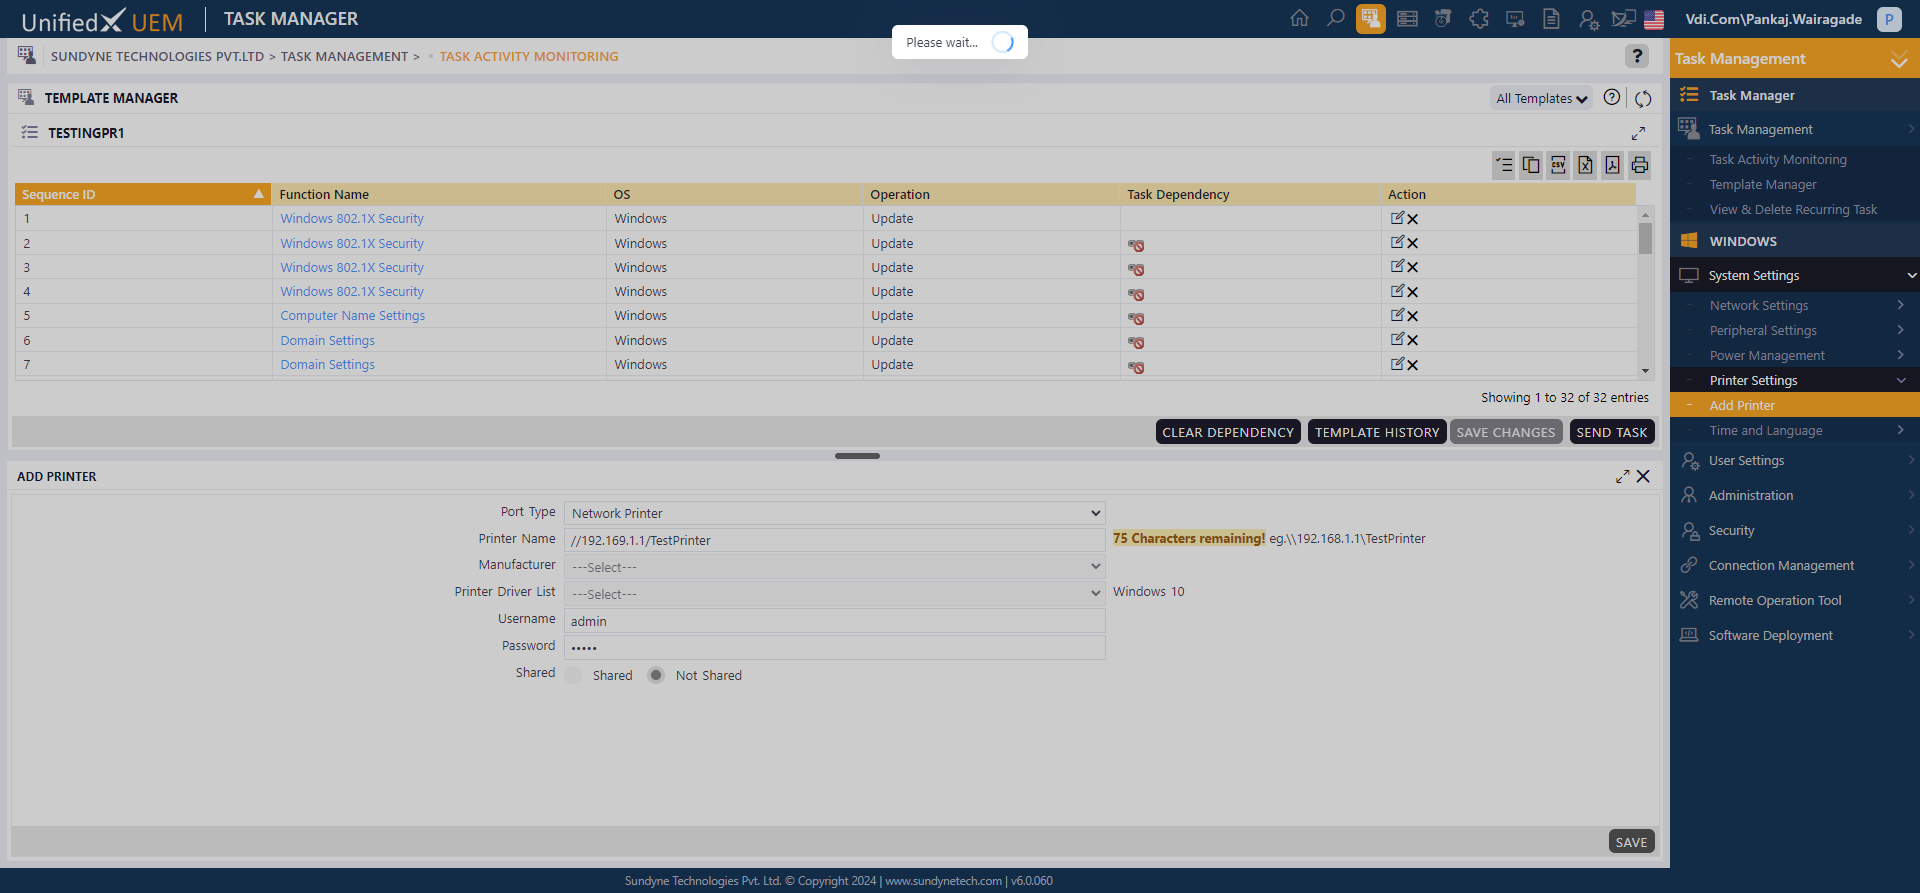 UnifiedX UEM
TASK MANAGER
Please wait...
Vdi.Com\Pankaj.Wairagade
P
SUNDYNE TECHNOLOGIES PVT.LTD > TASK MANAGEMENT > • TASK ACTIVITY MONITORING
?
TEMPLATE MANAGER
All Templates
?
TESTINGPR1
CSV
Sequence ID Function Name OS Operation Task Dependency Action
1 Windows 802.1X Security Windows Update
2 Windows 802.1X Security Windows Update
3 Windows 802.1X Security Windows Update
4 Windows 802.1X Security Windows Update
5 Computer Name Settings Windows Update
6 Domain Settings Windows Update
7 Domain Settings Windows Update
Showing 1 to 32 of 32 entries
CLEAR DEPENDENCY
TEMPLATE HISTORY
SAVE CHANGES
SEND TASK
ADD PRINTER
Port Type Network Printer
Printer Name //192.169.1.1/TestPrinter 75 Characters remaining! eg.\\192.168.1.1\TestPrinter
Manufacturer ---Select---
Printer Driver List ---Select--- Windows 10
Username admin
Password •••••
Shared Shared Not Shared
SAVE
Task Management
Task Manager
Task Management
Task Activity Monitoring
Template Manager
View & Delete Recurring Task
WINDOWS
System Settings
Network Settings
Peripheral Settings
Power Management
Printer Settings
Add Printer
Time and Language
User Settings
Administration
Security
Connection Management
Remote Operation Tool
Software Deployment
Sundyne Technologies Pvt. Ltd. © Copyright 2024 | www.sundynetech.com | v6.0.060